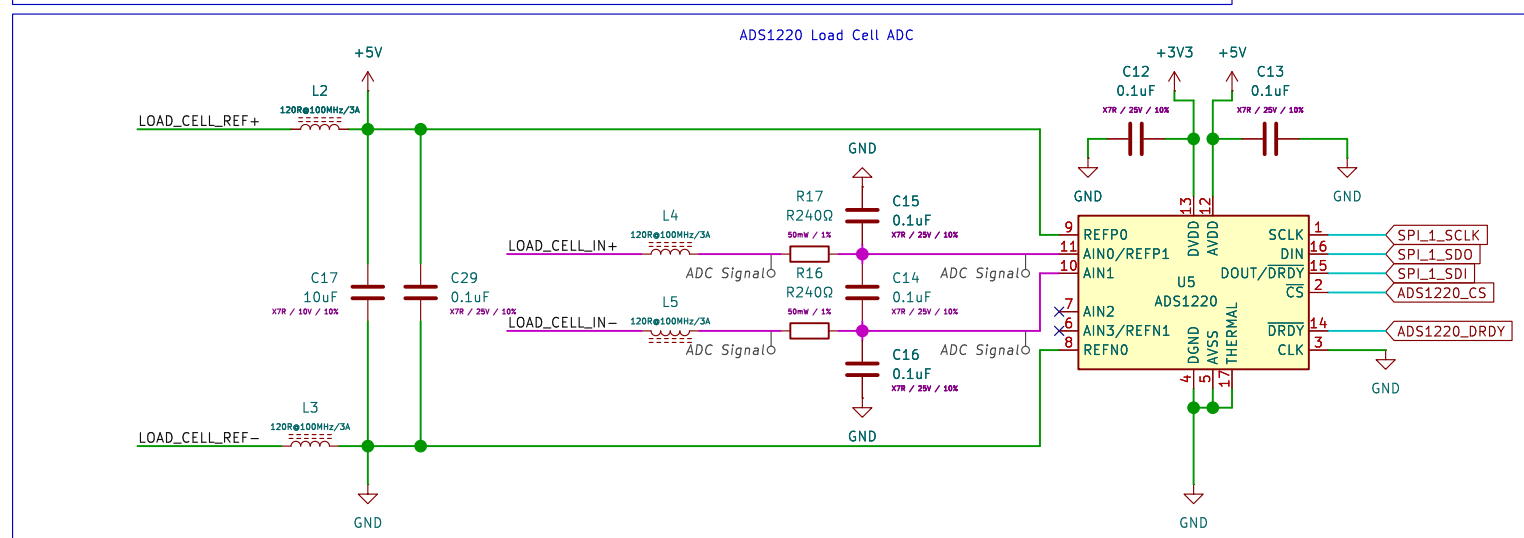 ADS1220 Load Cell ADC
+5V
L2
120R@100MHz/3A
LOAD_CELL_REF+
C17
10uF
X7R / 10V / 10%
C29
0.1uF
X7R / 25V / 10%
L3
120R@100MHz/3A
LOAD_CELL_REF-
GND
L4
120R@100MHz/3A
LOAD_CELL_IN+
ADC Signal
L5
120R@100MHz/3A
LOAD_CELL_IN-
ADC Signal
R17
R240Ω
50mW / 1%
R16
R240Ω
50mW / 1%
GND
C15
0.1uF
X7R / 25V / 10%
ADC Signal
C14
0.1uF
X7R / 25V / 10%
ADC Signal
C16
0.1uF
X7R / 25V / 10%
GND
+3V3
C12
0.1uF
X7R / 25V / 10%
GND
+5V
C13
0.1uF
X7R / 25V / 10%
GND
13
12
DVDD
AVDD
9 REFP0
11 AIN0/REFP1
10 AIN1
7 AIN2
6 AIN3/REFN1
8 REFN0
U5
ADS1220
SCLK 1 SPI_1_SCLK
DIN 16 SPI_1_SDO
DOUT/DRDY 15 SPI_1_SDI
CS 2 ADS1220_CS
DRDY 14 ADS1220_DRDY
CLK 3
GND
DGND
AVSS
THERMAL
4
5
17
GND